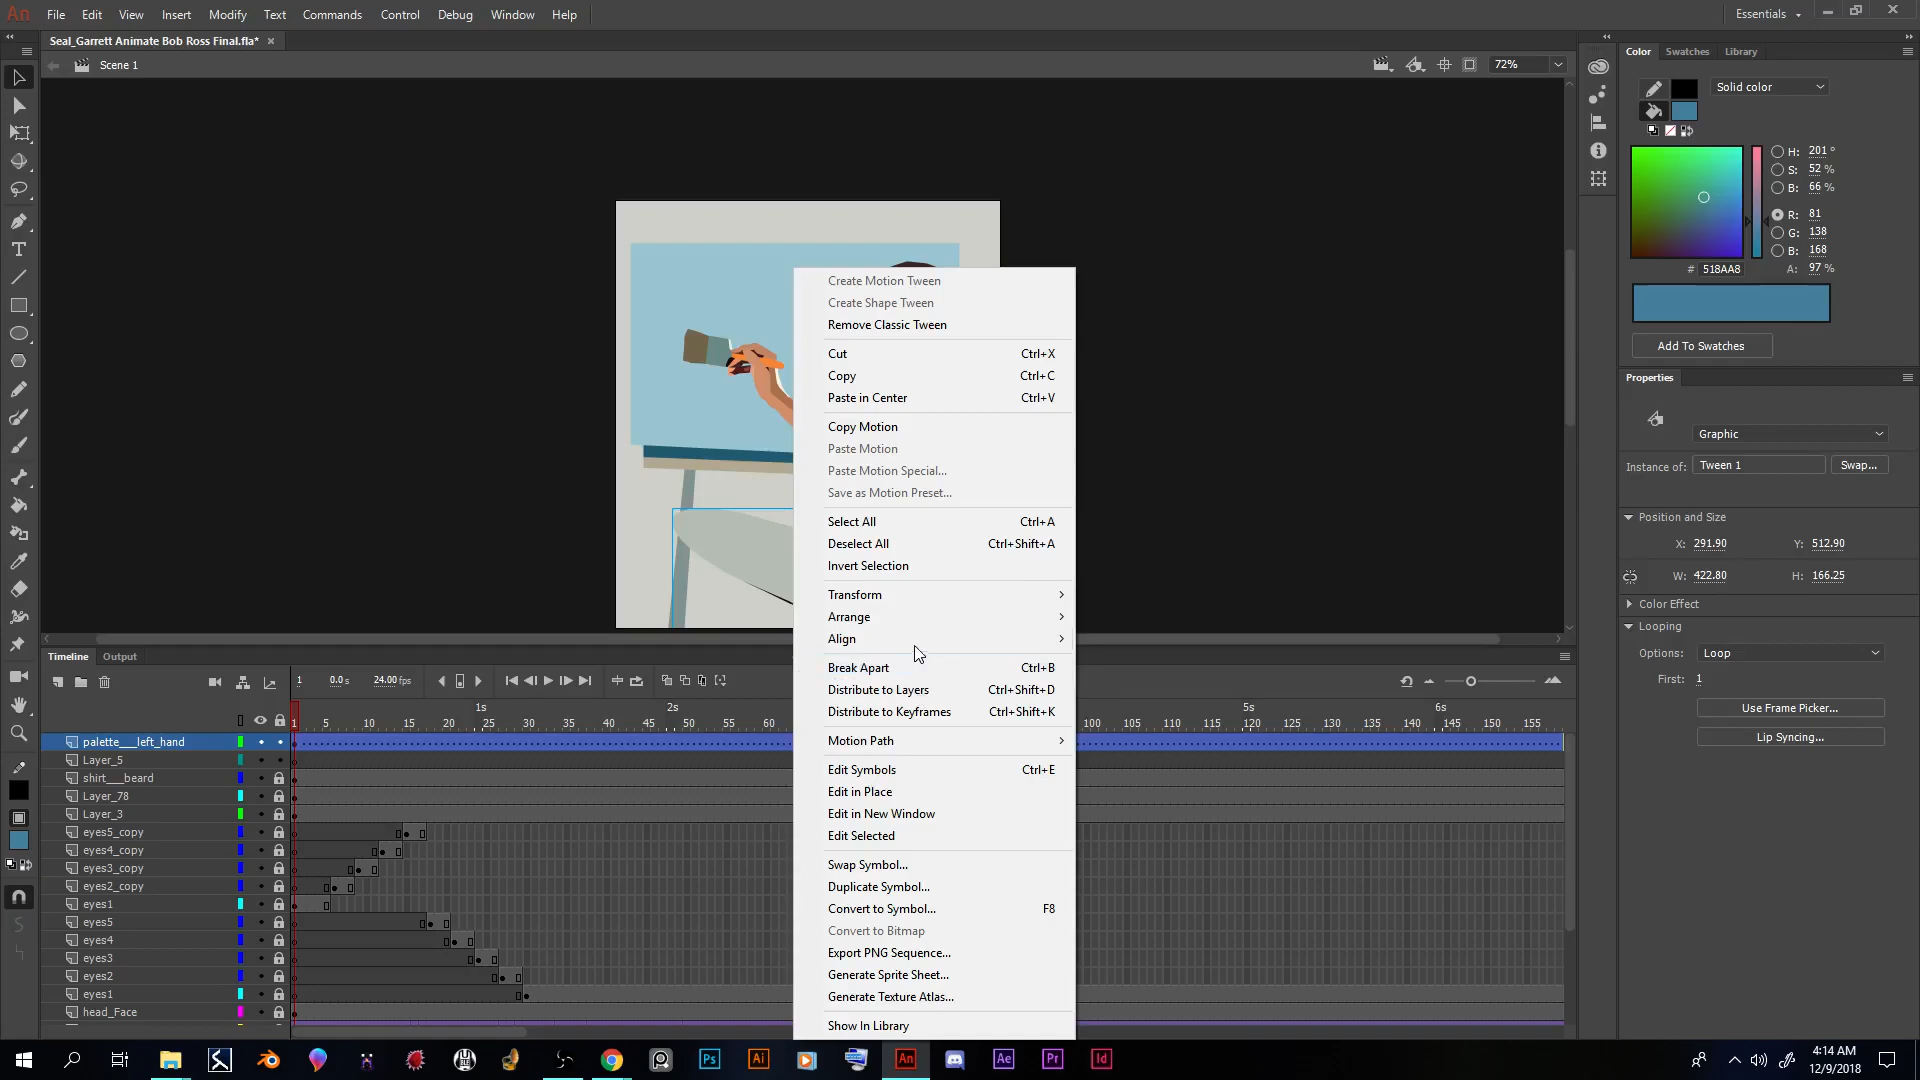 An File Edit View Insert Modify Text Commands Control Debug Window Help Essentials
Seal_Garrett Animate Bob Ross Final.fla* ×
Scene 1 72%
Color Swatches Library
Solid color
H: 201 °
S: 52 %
B: 66 %
R: 81
G: 138
B: 168
# 518AA8 A: 97 %
Add To Swatches
Properties
Graphic
Instance of: Tween 1 Swap...
Position and Size
X: 291.90 Y: 512.90
W: 422.80 H: 166.25
Color Effect
Looping
Options: Loop
First: 1
Use Frame Picker...
Lip Syncing...
Create Motion Tween
Create Shape Tween
Remove Classic Tween
Cut Ctrl+X
Copy Ctrl+C
Paste in Center Ctrl+V
Copy Motion
Paste Motion
Paste Motion Special...
Save as Motion Preset...
Select All Ctrl+A
Deselect All Ctrl+Shift+A
Invert Selection
Transform
Arrange
Align
Break Apart Ctrl+B
Distribute to Layers Ctrl+Shift+D
Distribute to Keyframes Ctrl+Shift+K
Motion Path
Edit Symbols Ctrl+E
Edit in Place
Edit in New Window
Edit Selected
Swap Symbol...
Duplicate Symbol...
Convert to Symbol... F8
Convert to Bitmap
Export PNG Sequence...
Generate Sprite Sheet...
Generate Texture Atlas...
Show In Library
Timeline Output
1 0.0s 24.00fps
1s 2s 5s 6s
1 5 10 15 20 25 30 35 40 45 50 55 60 100 105 110 115 120 125 130 135 140 145 150 155
palette___left_hand
Layer_5
shirt___beard
Layer_78
Layer_3
eyes5_copy
eyes4_copy
eyes3_copy
eyes2_copy
eyes1
eyes5
eyes4
eyes3
eyes2
eyes1
head_Face
Ps Ai An Ae Pr Id
4:14 AM
12/9/2018